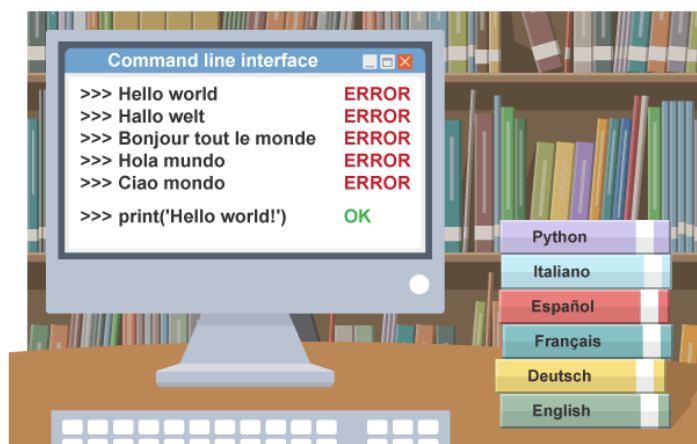 Command line interface
>>> Hello world ERROR
>>> Hallo welt ERROR
>>> Bonjour tout le monde ERROR
>>> Hola mundo ERROR
>>> Ciao mondo ERROR
>>> print('Hello world!') OK
Python
Italiano
Español
Français
Deutsch
English